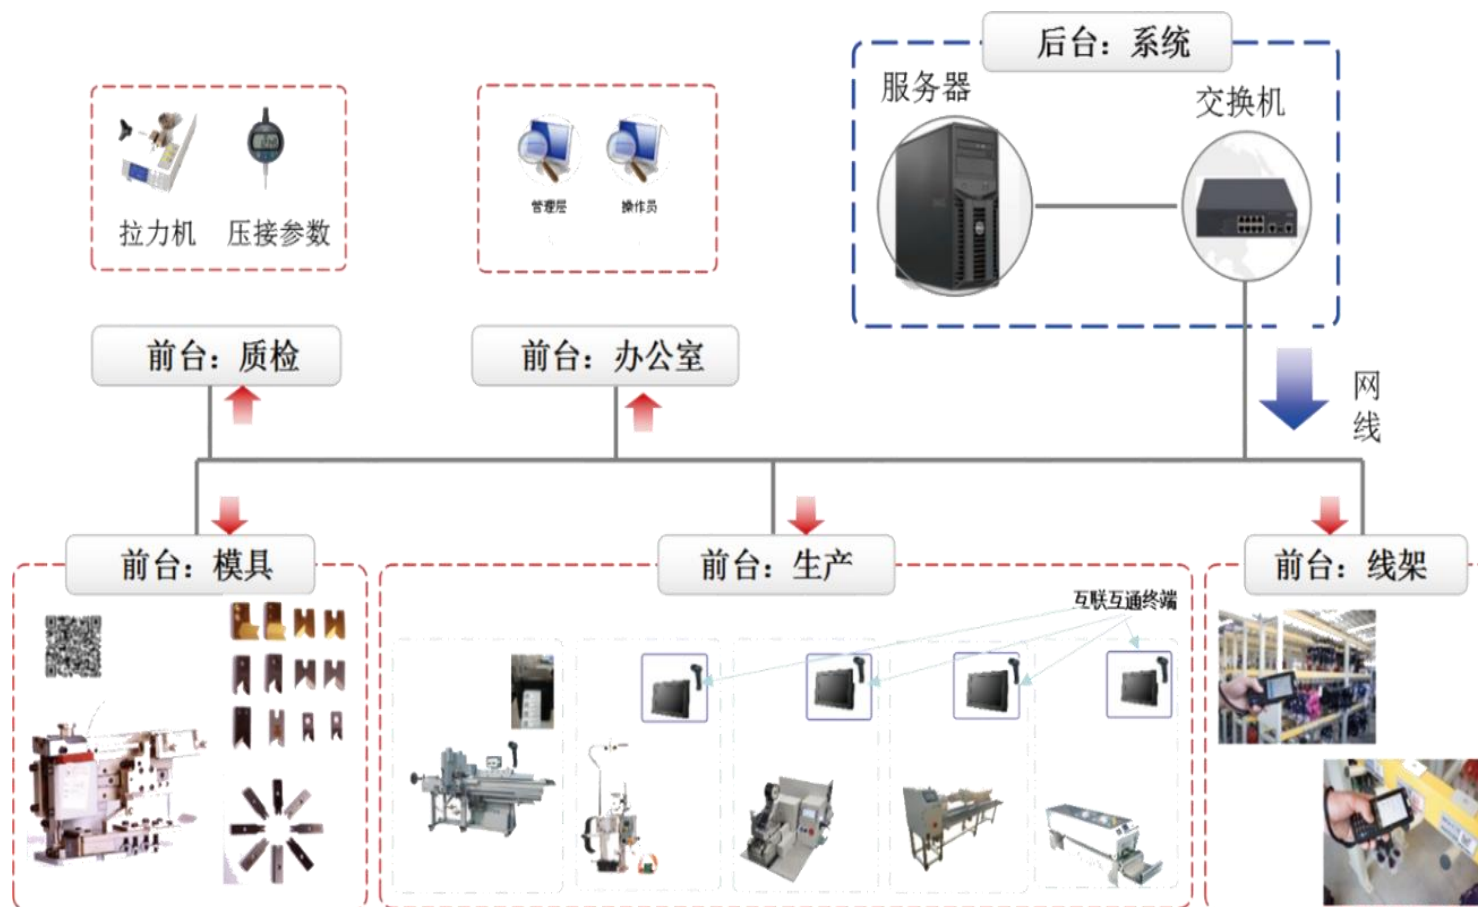 后台：系统
服务器
交换机
拉力机
压接参数
管理层
操作员
前台：质检
前台：办公室
网
线
前台：模具
前台：生产
前台：线架
互联互通终端